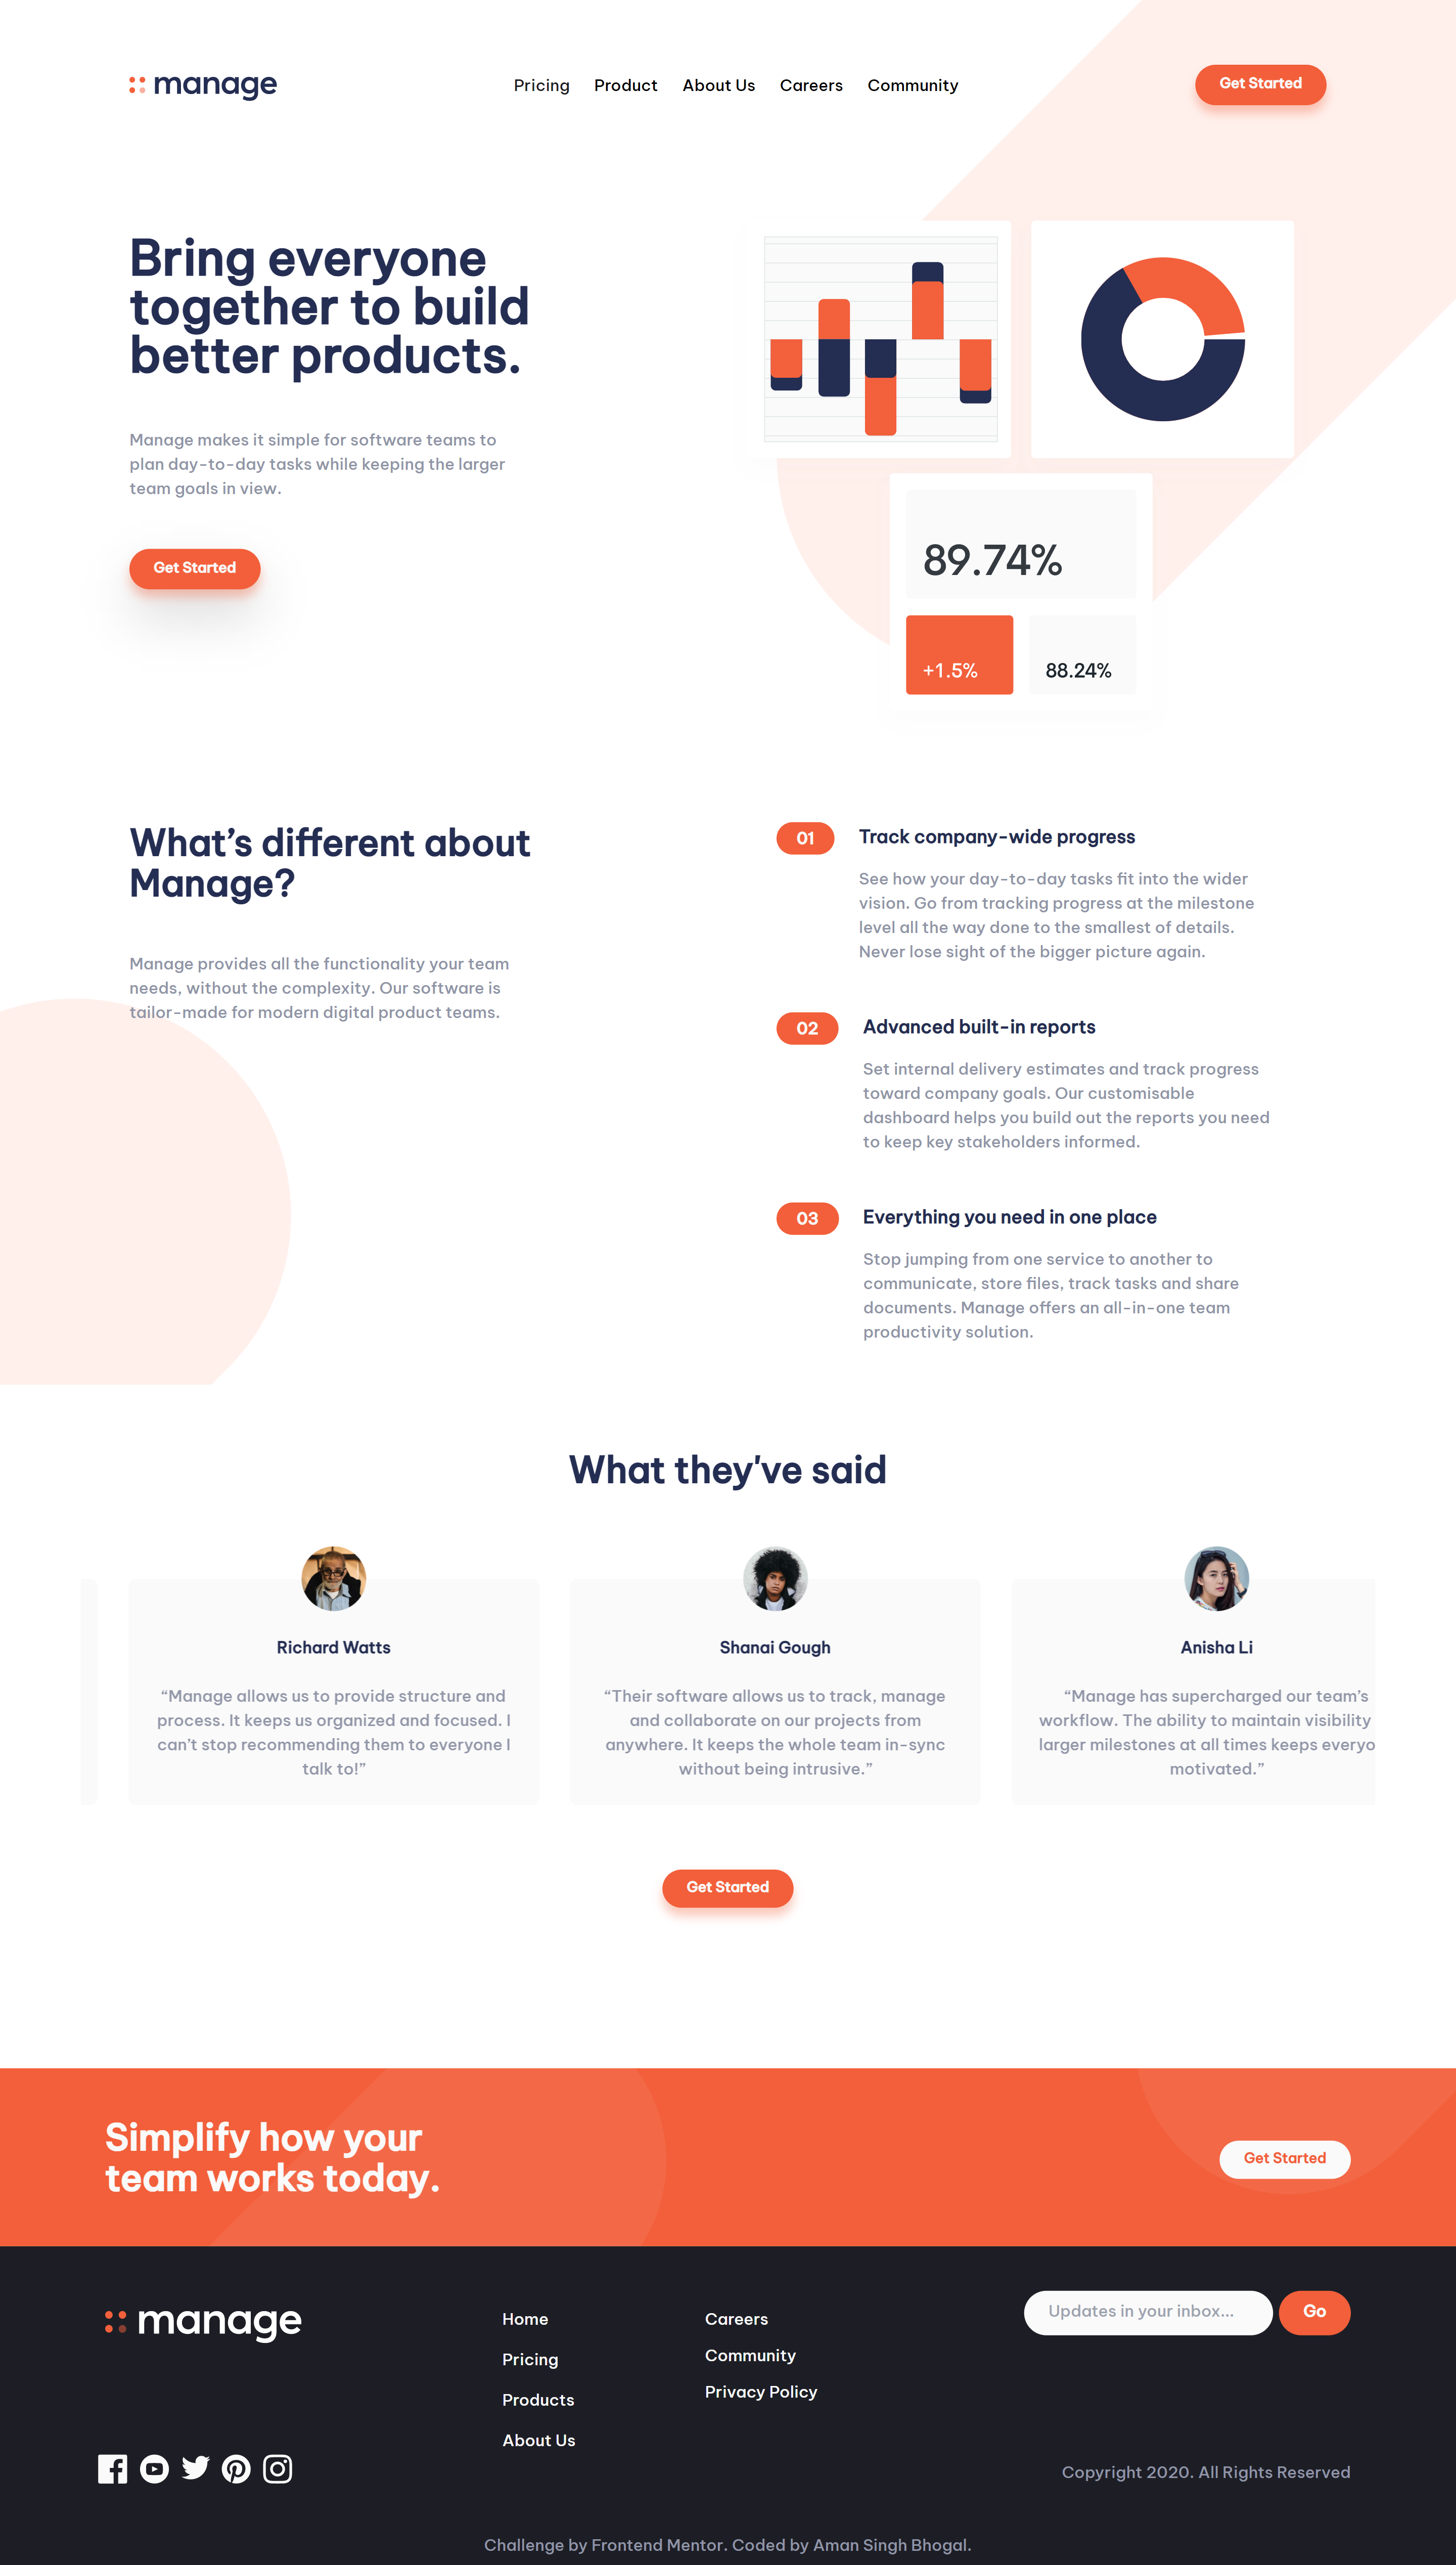 manage
Pricing Product About Us Careers Community
Get Started
Bring everyone
together to build
better products.
Manage makes it simple for software teams to
plan day-to-day tasks while keeping the larger
team goals in view.
Get Started
89.74%
+1.5%
88.24%
What’s different about
Manage?
Manage provides all the functionality your team
needs, without the complexity. Our software is
tailor-made for modern digital product teams.
01
Track company-wide progress
See how your day-to-day tasks fit into the wider
vision. Go from tracking progress at the milestone
level all the way done to the smallest of details.
Never lose sight of the bigger picture again.
02
Advanced built-in reports
Set internal delivery estimates and track progress
toward company goals. Our customisable
dashboard helps you build out the reports you need
to keep key stakeholders informed.
03
Everything you need in one place
Stop jumping from one service to another to
communicate, store files, track tasks and share
documents. Manage offers an all-in-one team
productivity solution.
What they've said
Richard Watts
“Manage allows us to provide structure and
process. It keeps us organized and focused. I
can’t stop recommending them to everyone I
talk to!”
Shanai Gough
“Their software allows us to track, manage
and collaborate on our projects from
anywhere. It keeps the whole team in-sync
without being intrusive.”
Anisha Li
“Manage has supercharged our team’s
workflow. The ability to maintain visibility
larger milestones at all times keeps everyo
motivated.”
Get Started
Simplify how your
team works today.
Get Started
manage
Home
Pricing
Products
About Us
Careers
Community
Privacy Policy
Updates in your inbox...
Go
Copyright 2020. All Rights Reserved
Challenge by Frontend Mentor. Coded by Aman Singh Bhogal.